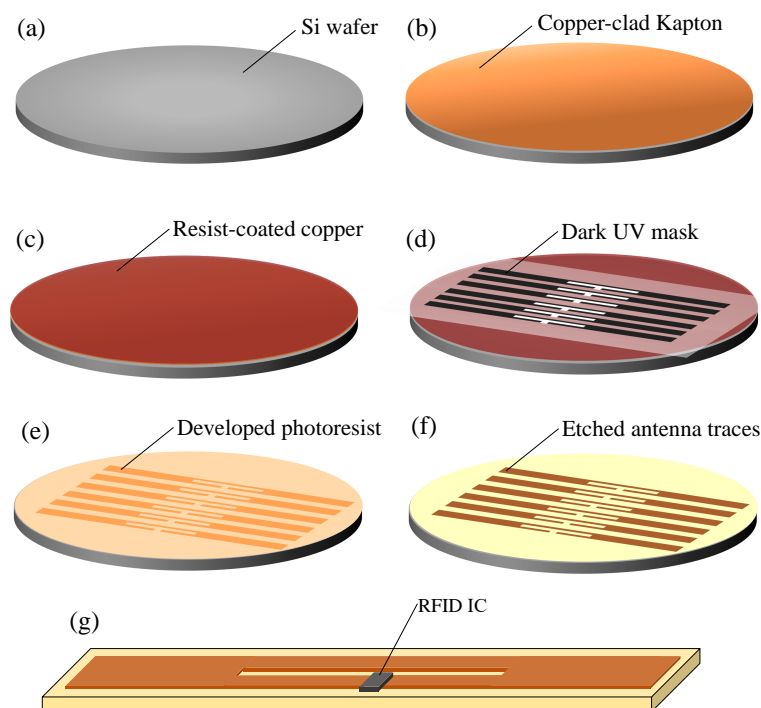 (a)
Si wafer
(b)
Copper-clad Kapton
(c)
Resist-coated copper
(d)
Dark UV mask
(e)
Developed photoresist
(f)
Etched antenna traces
(g)
RFID IC